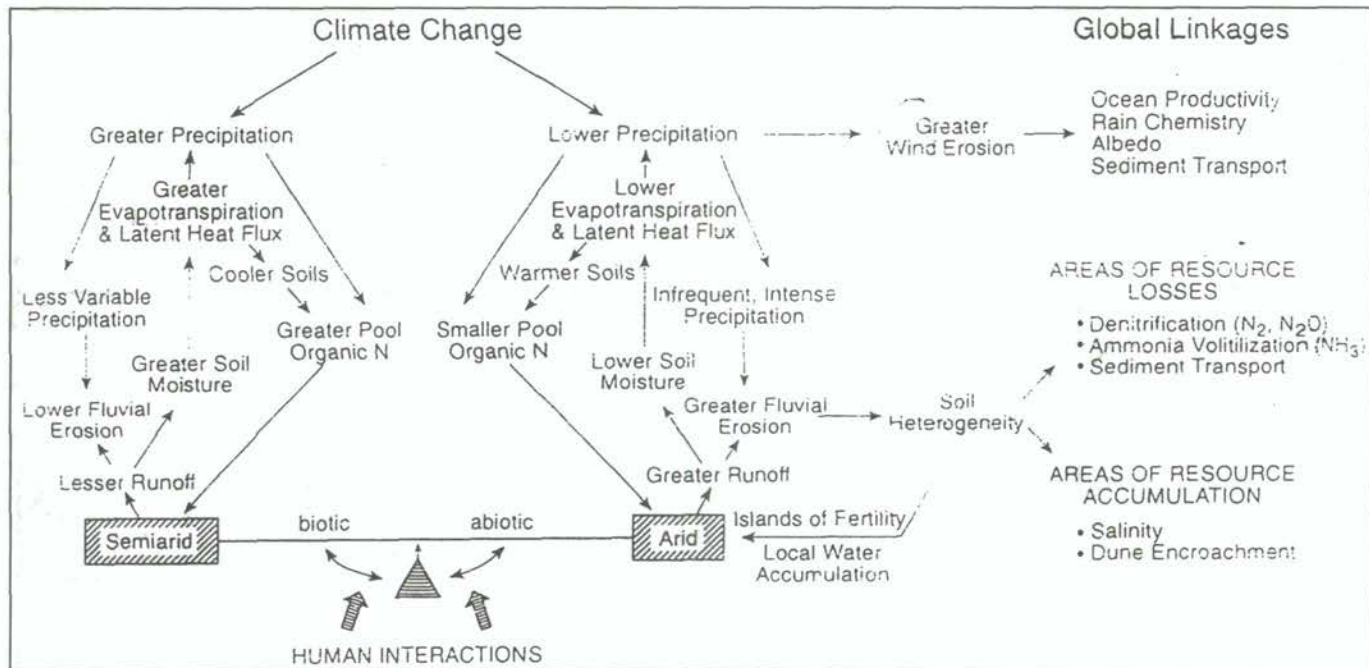 Climate Change
Global Linkages
Greater Precipitation
Lower Precipitation
Greater
Wind Erosion
Ocean Productivity
Rain Chemistry
Albedo
Sediment Transport
Greater
Evapotranspiration
& Latent Heat Flux
Lower
Evapotranspiration
& Latent Heat Flux
Cooler Soils
Warmer Soils
Less Variable
Precipitation
Infrequent, Intense
Precipitation
Greater Pool
Organic N
Smaller Pool
Organic N
Greater Soil
Moisture
Lower Soil
Moisture
Lower Fluvial
Erosion
Greater Fluvial
Erosion
Soil
Heterogeneity
AREAS OF RESOURCE
LOSSES
• Denitrification (N₂, N₂O)
• Ammonia Volitilization (NH₃)
• Sediment Transport
Lesser Runoff
Greater Runoff
AREAS OF RESOURCE
ACCUMULATION
• Salinity
• Dune Encroachment
Semiarid
biotic
abiotic
Arid
Islands of Fertility
Local Water
Accumulation
HUMAN INTERACTIONS